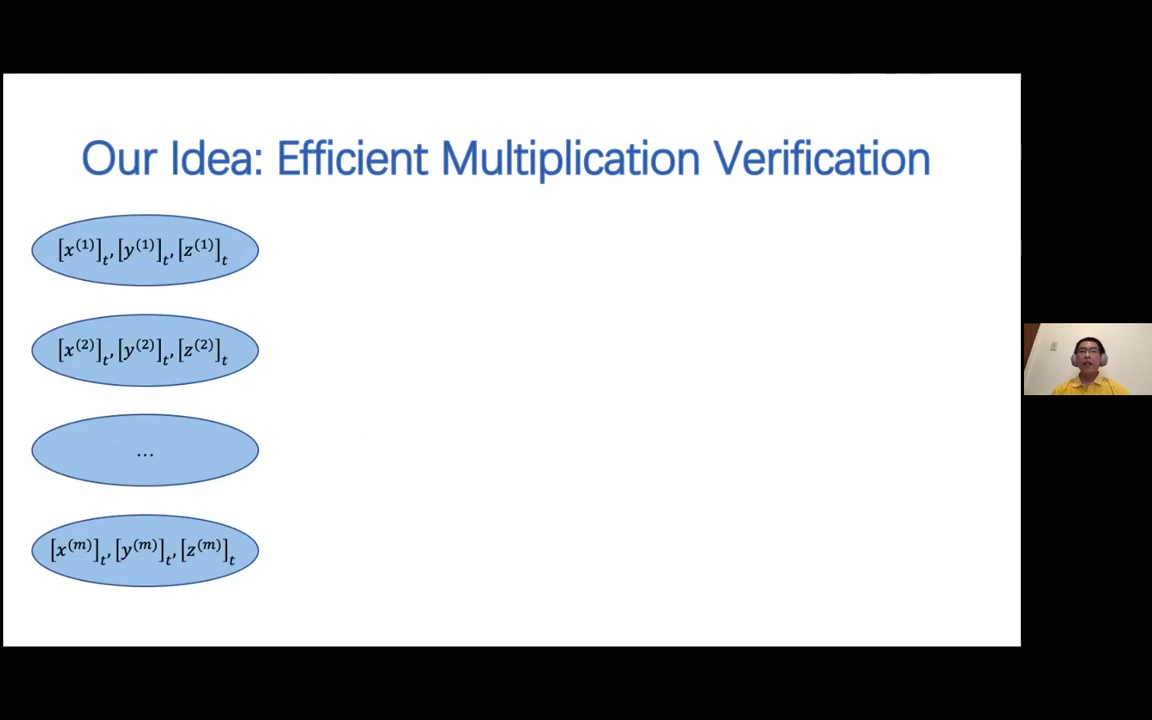 Our Idea: Efficient Multiplication Verification
[x^{(1)}]_t, [y^{(1)}]_t, [z^{(1)}]_t
[x^{(2)}]_t, [y^{(2)}]_t, [z^{(2)}]_t
...
[x^{(m)}]_t, [y^{(m)}]_t, [z^{(m)}]_t